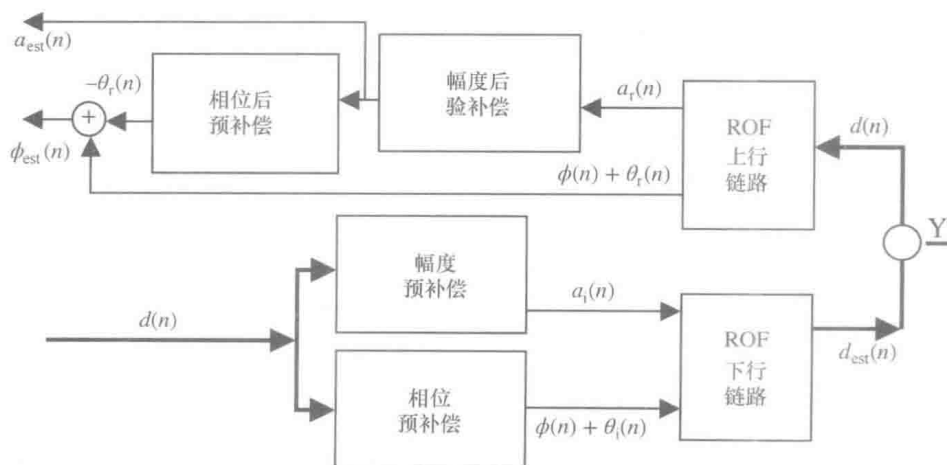 a_est(n)
−θ_r(n)
相位后
预补偿
幅度后
验补偿
a_r(n)
ROF
上行
链路
d(n)
+
ϕ_est(n)
ϕ(n) + θ_r(n)
Y
幅度
预补偿
a_i(n)
d(n)
ROF
下行
链路
d_est(n)
相位
预补偿
ϕ(n) + θ_i(n)